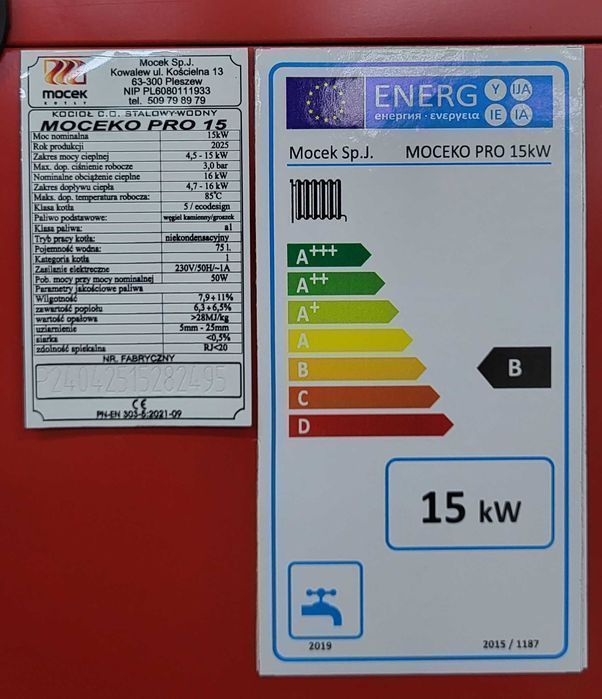 mocek
KOTŁY
Mocek Sp.J.
Kowalew ul. Kościelna 13
63-300 Pleszew
NIP PL6080111933
tel. 509 79 89 79
KOCIOŁ C.O. STALOWY-WODNY
MOCEKO PRO 15
Moc nominalna 15kW
Rok produkcji 2025
Zakres mocy cieplnej 4,5 - 15 kW
Max. dop. ciśnienie robocze 3,0 bar
Nominalne obciążenie cieplne 16 kW
Zakres dopływu ciepła 4,7 - 16 kW
Maks. dop. temperatura robocza: 85°C
Klasa kotła 5 / ecodesign
Paliwo podstawowe: węgiel kamienny/groszek
Klasa paliwa: a1
Tryb pracy kotła: niekondensacyjny
Pojemność wodna: 75 l.
Kategoria kotła 1
Zasilanie elektryczne 230V/50H/~1A
Pob. mocy przy mocy nominalnej 50W
Parametry jakościowe paliwa
Wilgotność 7,9÷11%
zawartość popiołu 6,3÷6,5%
wartość opałowa >28MJ/kg
uziarnienie 5mm - 25mm
siarka <0,5%
zdolność spiekalna RI<20
NR. FABRYCZNY
P24042515282495
CE
PN-EN 303-5:2021-09
ENERG
енергия · ενεργεια
Y IJA
IE IA
Mocek Sp.J. MOCEKO PRO 15kW
A+++
A++
A+
A
B
B
C
D
15 kW
2019
2015 / 1187